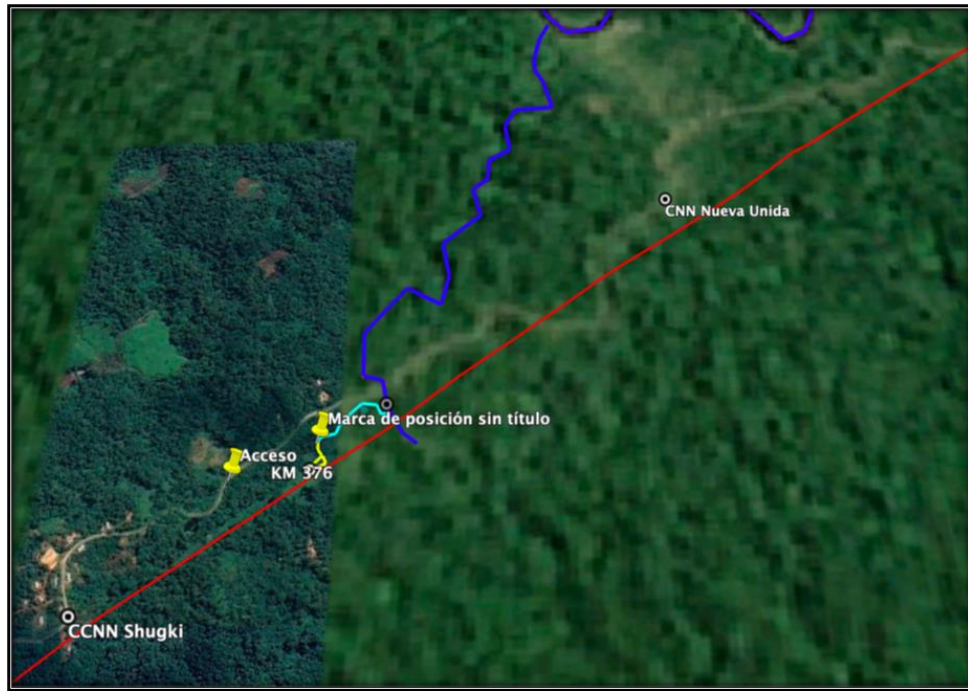 CNN Nueva Unida
Marca de posición sin título
Acceso
KM 376
CCNN Shugki